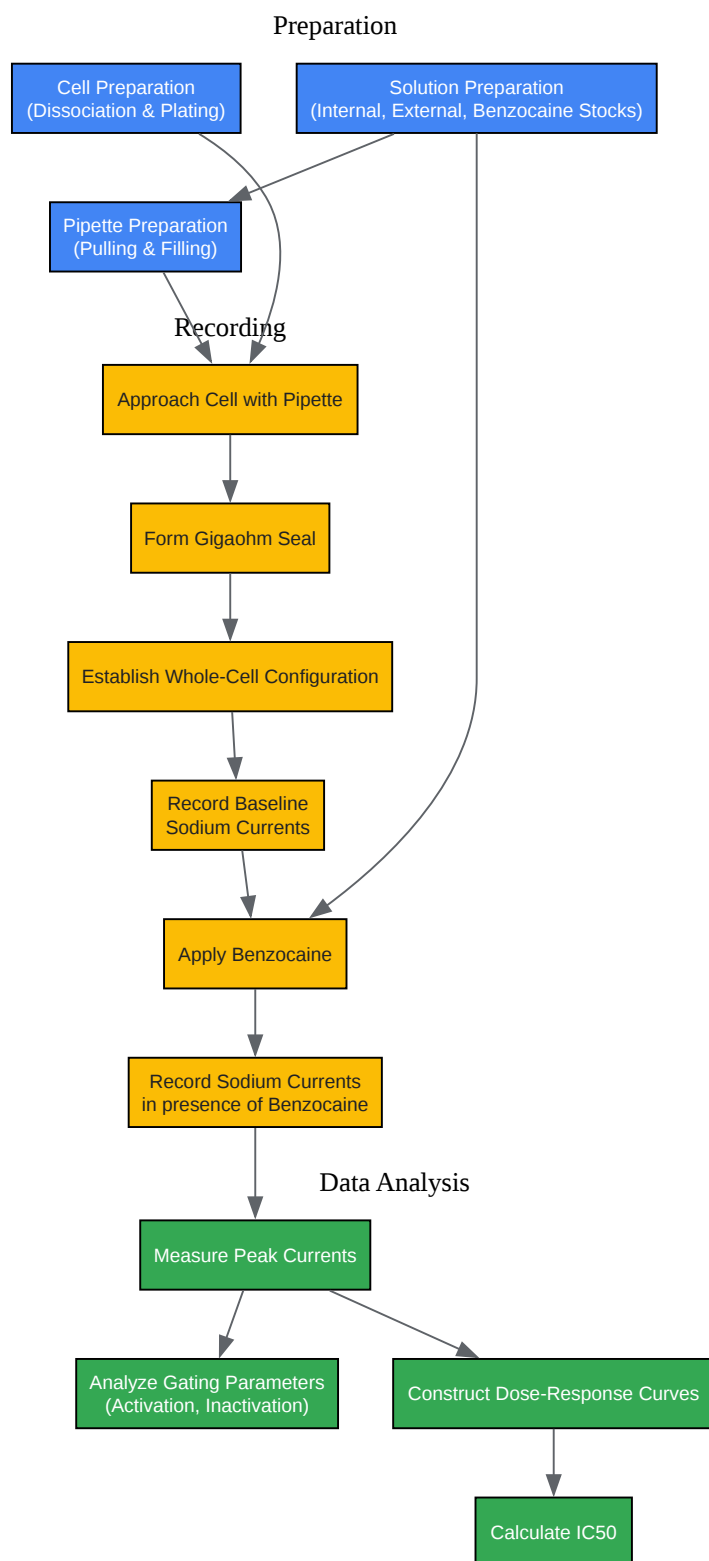 Preparation
Cell Preparation
(Dissociation & Plating)
Solution Preparation
(Internal, External, Benzocaine Stocks)
Pipette Preparation
(Pulling & Filling)
Recording
Approach Cell with Pipette
Form Gigaohm Seal
Establish Whole-Cell Configuration
Record Baseline
Sodium Currents
Apply Benzocaine
Record Sodium Currents
in presence of Benzocaine
Data Analysis
Measure Peak Currents
Analyze Gating Parameters
(Activation, Inactivation)
Construct Dose-Response Curves
Calculate IC50